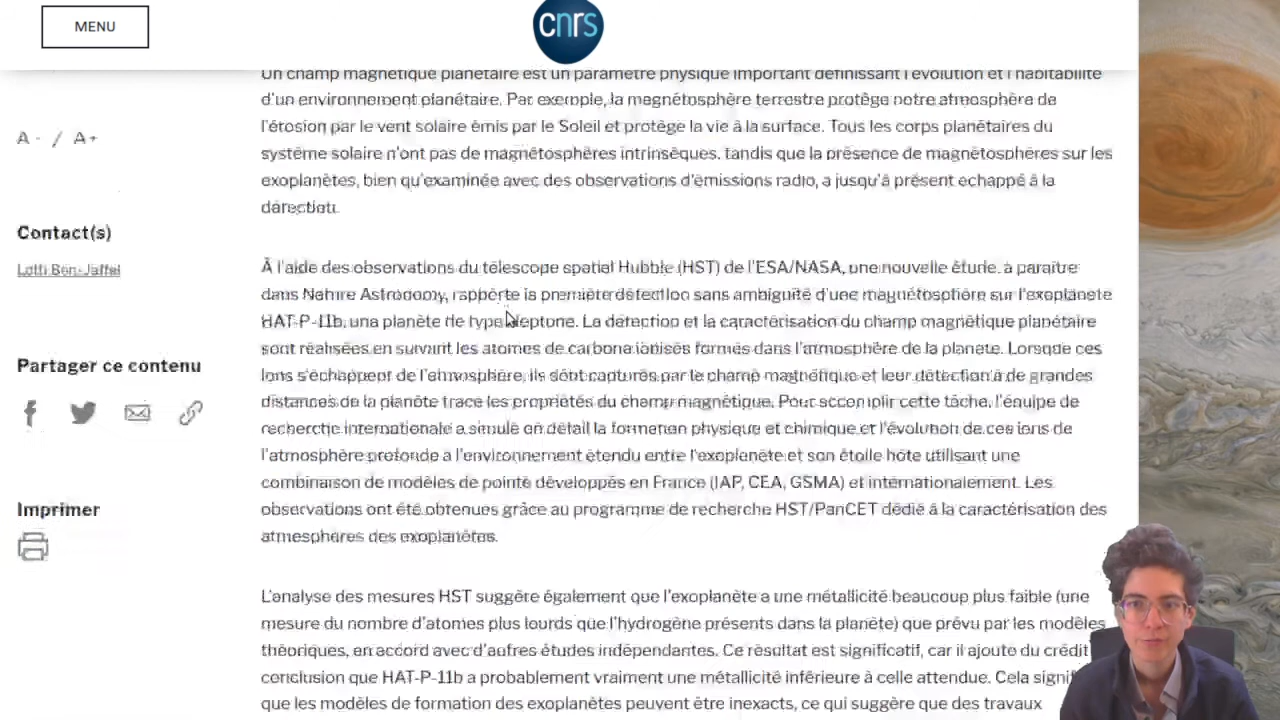 MENU
cnrs
Un champ magnétique planétaire est un paramètre physique important définissant l'évolution et l'habitabilité
d'un environnement planétaire. Par exemple, la magnétosphère terrestre protège notre atmosphère de
A - / A+
l'érosion par le vent solaire émis par le Soleil et protège la vie à la surface. Tous les corps planétaires du
système solaire n'ont pas de magnétosphères intrinsèques, tandis que la présence de magnétosphères sur les
exoplanètes, bien qu'examinée avec des observations d'émissions radio, a jusqu'à présent échappé à la
Contact(s)
Lotfi Ben-Jaffel
À l'aide des observations du télescope spatial Hubble (HST) de l'ESA/NASA, une nouvelle étude, à paraître
dans Nature Astronomy, rapporte la première détection sans ambiguïté d'une magnétosphère sur l'exoplanète
HAT-P-11b, une planète de type Neptune. La détection et la caractérisation du champ magnétique planétaire
sont réalisées en suivant les atomes de carbone ionisés formés dans l'atmosphère de la planète. Lorsque ces
Partager ce contenu
ions s'échappent de l'atmosphère, ils sont capturés par le champ magnétique et leur détection à de grandes
distances de la planète trace les propriétés du champ magnétique. Pour accomplir cette tâche, l'équipe de
recherche internationale a simulé en détail la formation physique et chimique et l'évolution de ces ions de
l'atmosphère profonde à l'environnement étendu entre l'exoplanète et son étoile hôte utilisant une
combinaison de modèles de pointe développés en France (IAP, CEA, GSMA) et internationalement. Les
Imprimer
observations ont été obtenues grâce au programme de recherche HST/PanCET dédié à la caractérisation des
atmosphères des exoplanètes.
L'analyse des mesures HST suggère également que l'exoplanète a une métallicité beaucoup plus faible (une
mesure du nombre d'atomes plus lourds que l'hydrogène présents dans la planète) que prévu par les modèles
théoriques, en accord avec d'autres études indépendantes. Ce résultat est significatif, car il ajoute du crédit
conclusion que HAT-P-11b a probablement vraiment une métallicité inférieure à celle attendue. Cela signif
que les modèles de formation des exoplanètes peuvent être inexacts, ce qui suggère que des travaux